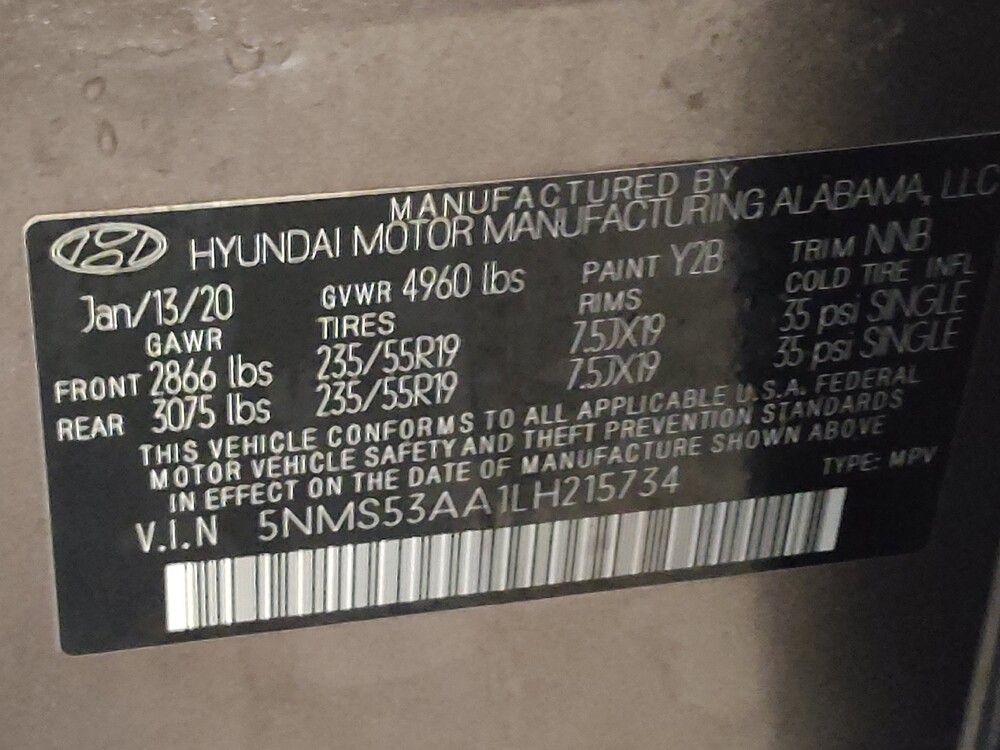 MANUFACTURED BY
HYUNDAI MOTOR MANUFACTURING ALABAMA, LLC
Jan/13/20 GVWR 4960 lbs PAINT Y2B TRIM NNB
GAWR TIRES RIMS COLD TIRE INFL
FRONT 2866 lbs 235/55R19 7.5JX19 35 psi SINGLE
REAR 3075 lbs 235/55R19 7.5JX19 35 psi SINGLE
THIS VEHICLE CONFORMS TO ALL APPLICABLE U.S.A. FEDERAL
MOTOR VEHICLE SAFETY AND THEFT PREVENTION STANDARDS
IN EFFECT ON THE DATE OF MANUFACTURE SHOWN ABOVE
V.I.N 5NMS53AA1LH215734 TYPE: MPV